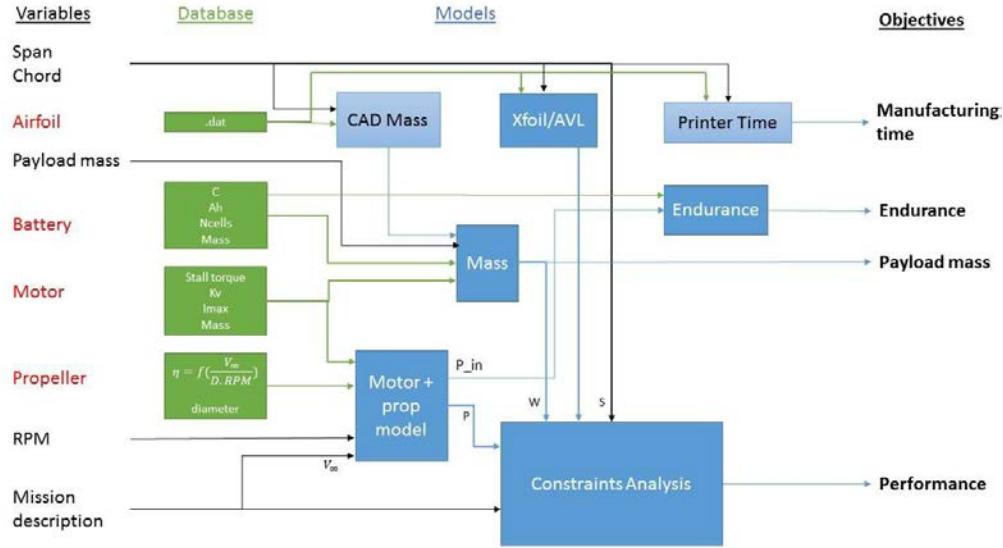 Variables
Database
Models
Objectives
Span
Chord
Airfoil
.dat
CAD Mass
Xfoil/AVL
Printer Time
Manufacturing
time
Payload mass
Battery
C
Ah
Ncells
Mass
Endurance
Endurance
Mass
Payload mass
Motor
Stall torque
Kv
Imax
Mass
Propeller
η = f(V∞/D.RPM)
diameter
Motor +
prop
model
P_in
P
W
S
RPM
V∞
Constraints Analysis
Performance
Mission
description